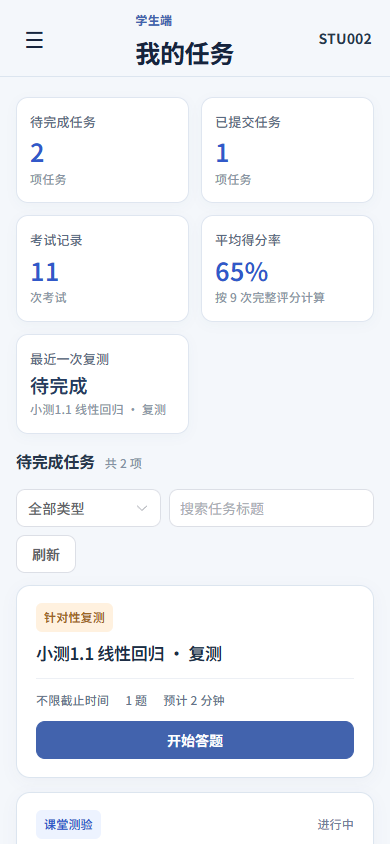 学生端
☰ 我的任务 STU002
待完成任务
2
项任务
已提交任务
1
项任务
考试记录
11
次考试
平均得分率
65%
按 9 次完整评分计算
最近一次复测
待完成
小测1.1 线性回归 · 复测
待完成任务 共 2 项
全部类型 搜索任务标题
刷新
针对性复测
小测1.1 线性回归 · 复测
不限截止时间 1 题 预计 2 分钟
开始答题
课堂测验 进行中